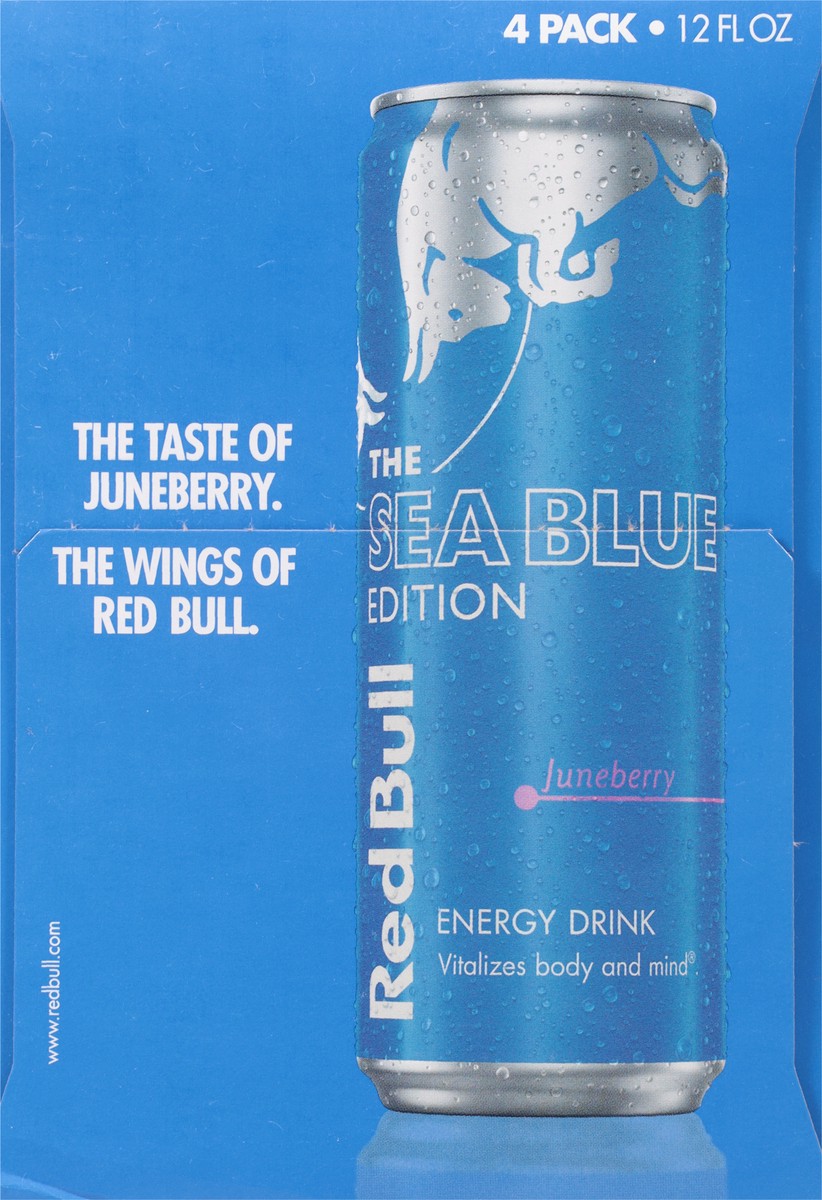 4 PACK • 12 FL OZ
THE TASTE OF
JUNEBERRY.
THE WINGS OF
RED BULL.
THE
SEA BLUE
EDITION
Red Bull
Juneberry
ENERGY DRINK
Vitalizes body and mind®.
www.redbull.com